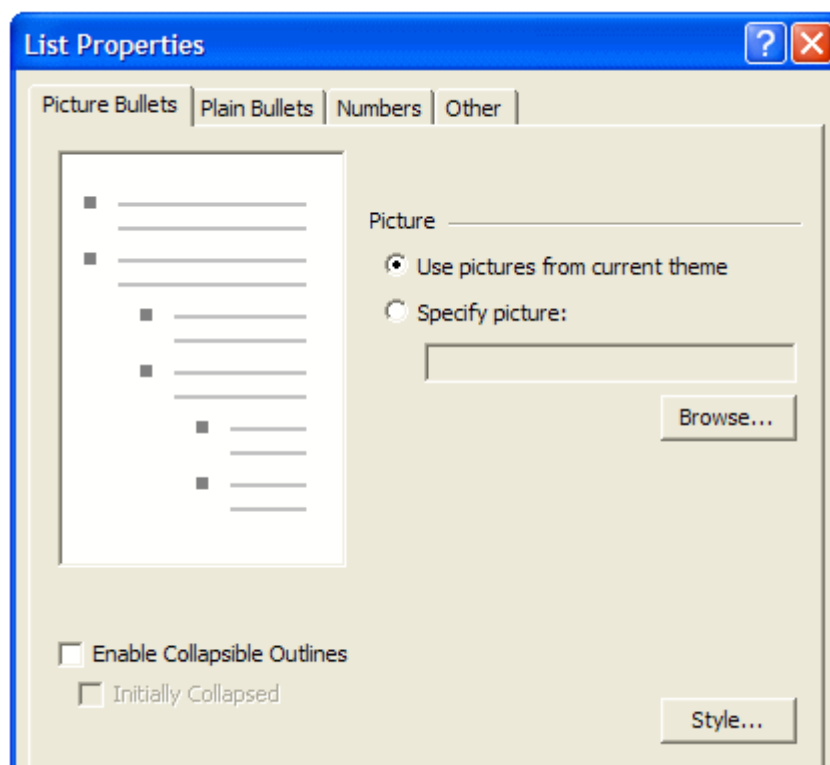 List Properties
Picture Bullets Plain Bullets Numbers Other
Picture
Use pictures from current theme
Specify picture:
Browse...
Enable Collapsible Outlines
Initially Collapsed
Style...